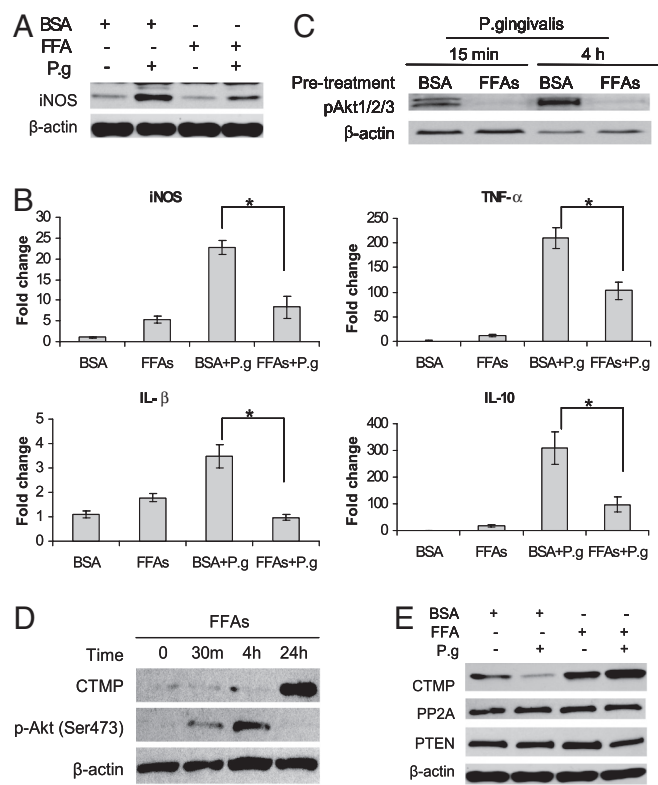 A
BSA + + - -
FFA - - + +
P.g - + - +
iNOS
β-actin
C
P.gingivalis
15 min 4 h
Pre-treatment BSA FFAs BSA FFAs
pAkt1/2/3
β-actin
B
iNOS
Fold change
30
25
20
15
10
5
0
*
BSA FFAs BSA+P.g FFAs+P.g
TNF-α
Fold change
250
200
150
100
50
0
*
BSA FFAs BSA+P.g FFAs+P.g
IL- β
Fold change
5
4
3
2
1
0
*
BSA FFAs BSA+P.g FFAs+P.g
IL-10
Fold change
400
300
200
100
0
*
BSA FFAs BSA+P.g FFAs+P.g
D
FFAs
Time 0 30m 4h 24h
CTMP
p-Akt (Ser473)
β-actin
E
BSA + + - -
FFA - - + +
P.g - + - +
CTMP
PP2A
PTEN
β-actin